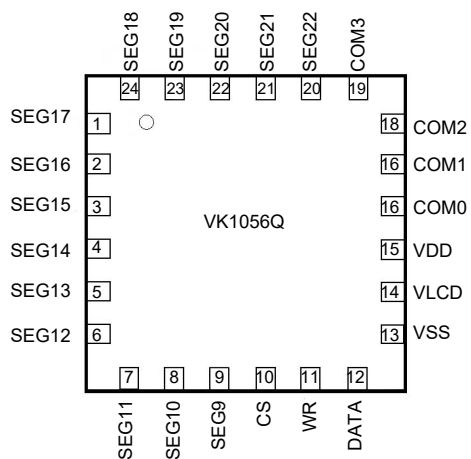 SEG18 SEG19 SEG20 SEG21 SEG22 COM3
24 23 22 21 20 19
SEG17 1 18 COM2
SEG16 2 16 COM1
SEG15 3 16 COM0
VK1056Q
SEG14 4 15 VDD
SEG13 5 14 VLCD
SEG12 6 13 VSS
7 8 9 10 11 12
SEG11 SEG10 SEG9 CS WR DATA